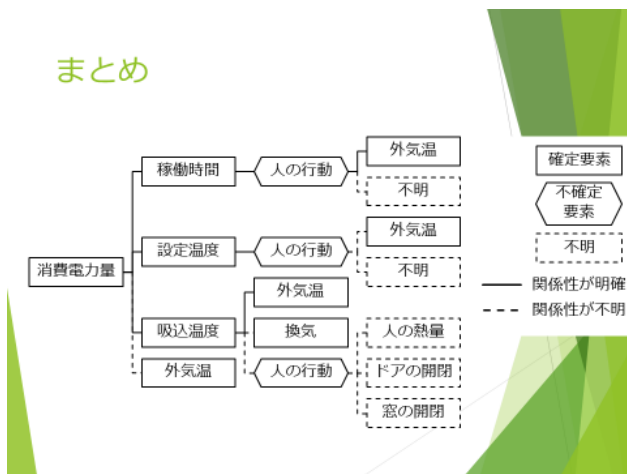 まとめ
消費電力量
稼働時間
人の行動
外気温
不明
設定温度
人の行動
外気温
不明
吸込温度
外気温
換気
人の行動
人の熱量
ドアの開閉
窓の開閉
外気温
確定要素
不確定
要素
不明
関係性が明確
関係性が不明